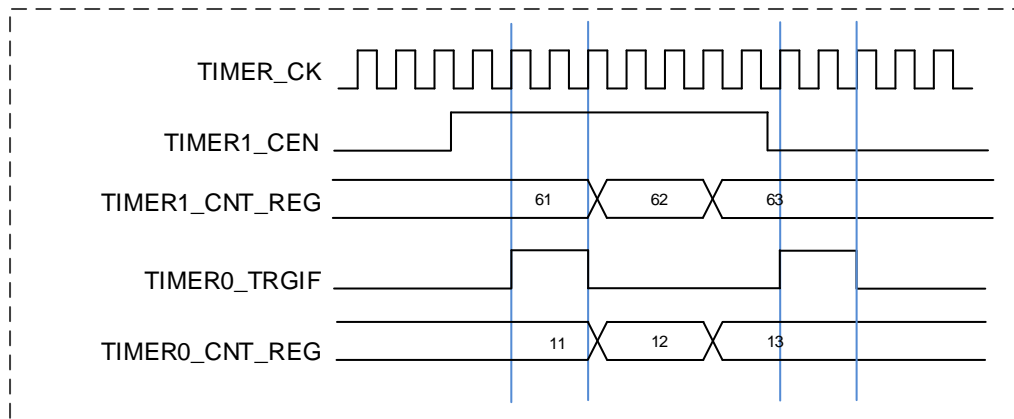 TIMER_CK
TIMER1_CEN
TIMER1_CNT_REG 61 62 63
TIMER0_TRGIF
TIMER0_CNT_REG 11 12 13